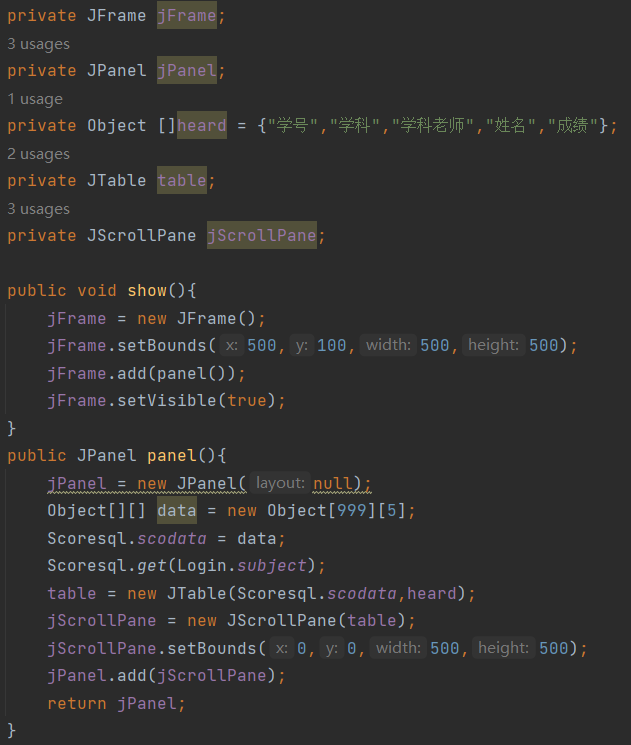 private JFrame jFrame;
3 usages
private JPanel jPanel;
1 usage
private Object []heard = {"学号","学科","学科老师","姓名","成绩"};
2 usages
private JTable table;
3 usages
private JScrollPane jScrollPane;
public void show(){
jFrame = new JFrame();
jFrame.setBounds( x: 500, y: 100, width: 500, height: 500);
jFrame.add(panel());
jFrame.setVisible(true);
}
public JPanel panel(){
jPanel = new JPanel( layout: null);
Object[][] data = new Object[999][5];
Scoresql.scodata = data;
Scoresql.get(Login.subject);
table = new JTable(Scoresql.scodata,heard);
jScrollPane = new JScrollPane(table);
jScrollPane.setBounds( x: 0, y: 0, width: 500, height: 500);
jPanel.add(jScrollPane);
return jPanel;
}